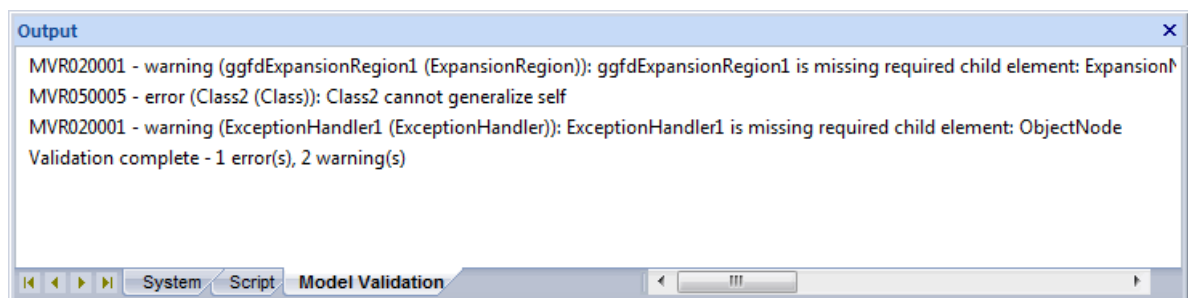 Output
MVR020001 - warning (ggfdExpansionRegion1 (ExpansionRegion)): ggfdExpansionRegion1 is missing required child element:
MVR050005 - error (Class2 (Class)): Class2 cannot generalize self
MVR020001 - warning (ExceptionHandler1 (ExceptionHandler)): ExceptionHandler1 is missing required child element: ObjectNode
Validation complete - 1 error(s), 2 warning(s)
System Script Model Validation